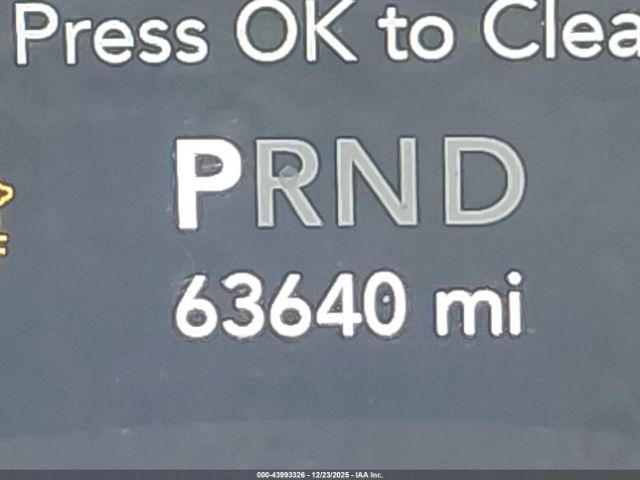 Press OK to Clea
PRND
63640 mi
000-43993326 - 12/23/2025 - IAA Inc.